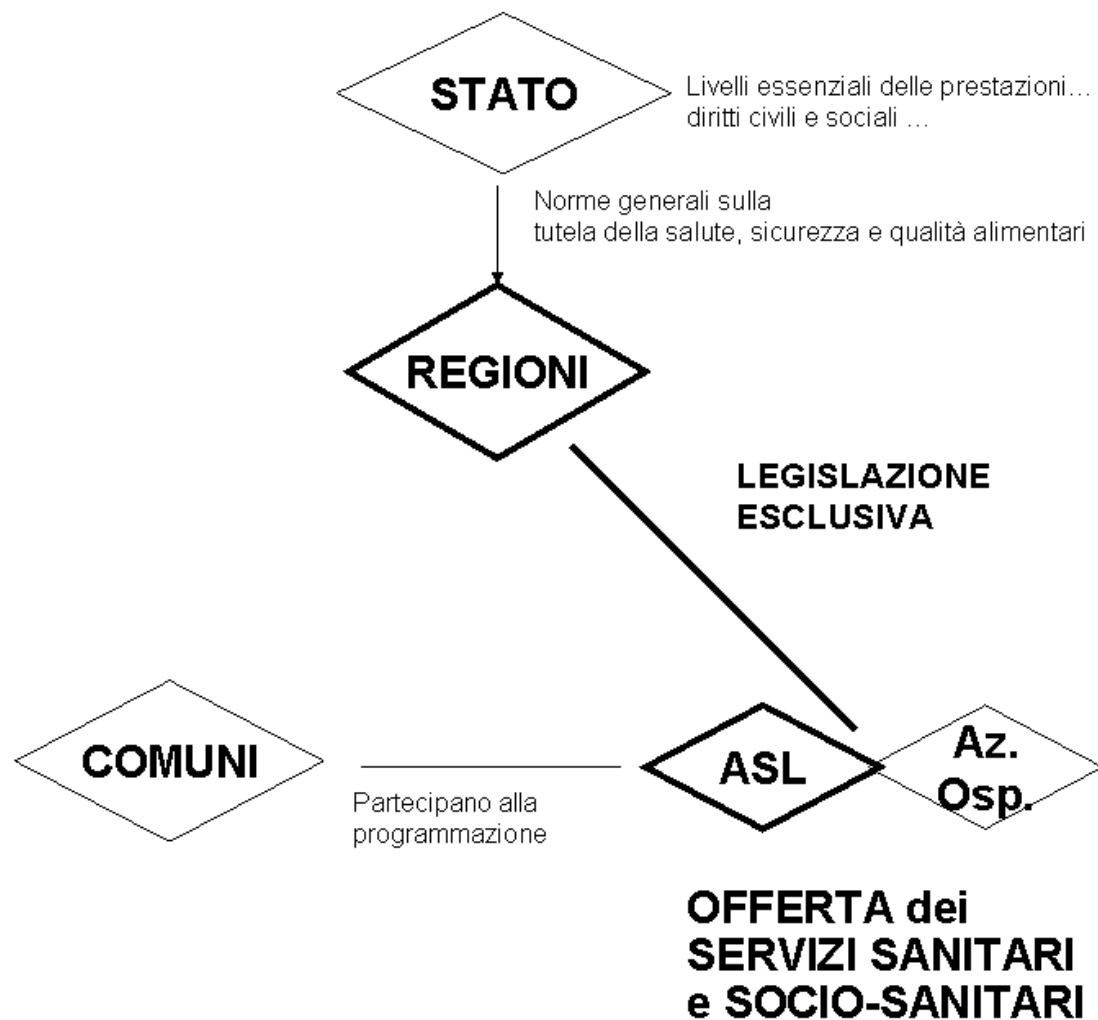 STATO
Livelli essenziali delle prestazioni...
diritti civili e sociali ...
Norme generali sulla
tutela della salute, sicurezza e qualità alimentari
REGIONI
LEGISLAZIONE
ESCLUSIVA
COMUNI
Partecipano alla
programmazione
ASL
Az.
Osp.
OFFERTA dei
SERVIZI SANITARI
e SOCIO-SANITARI